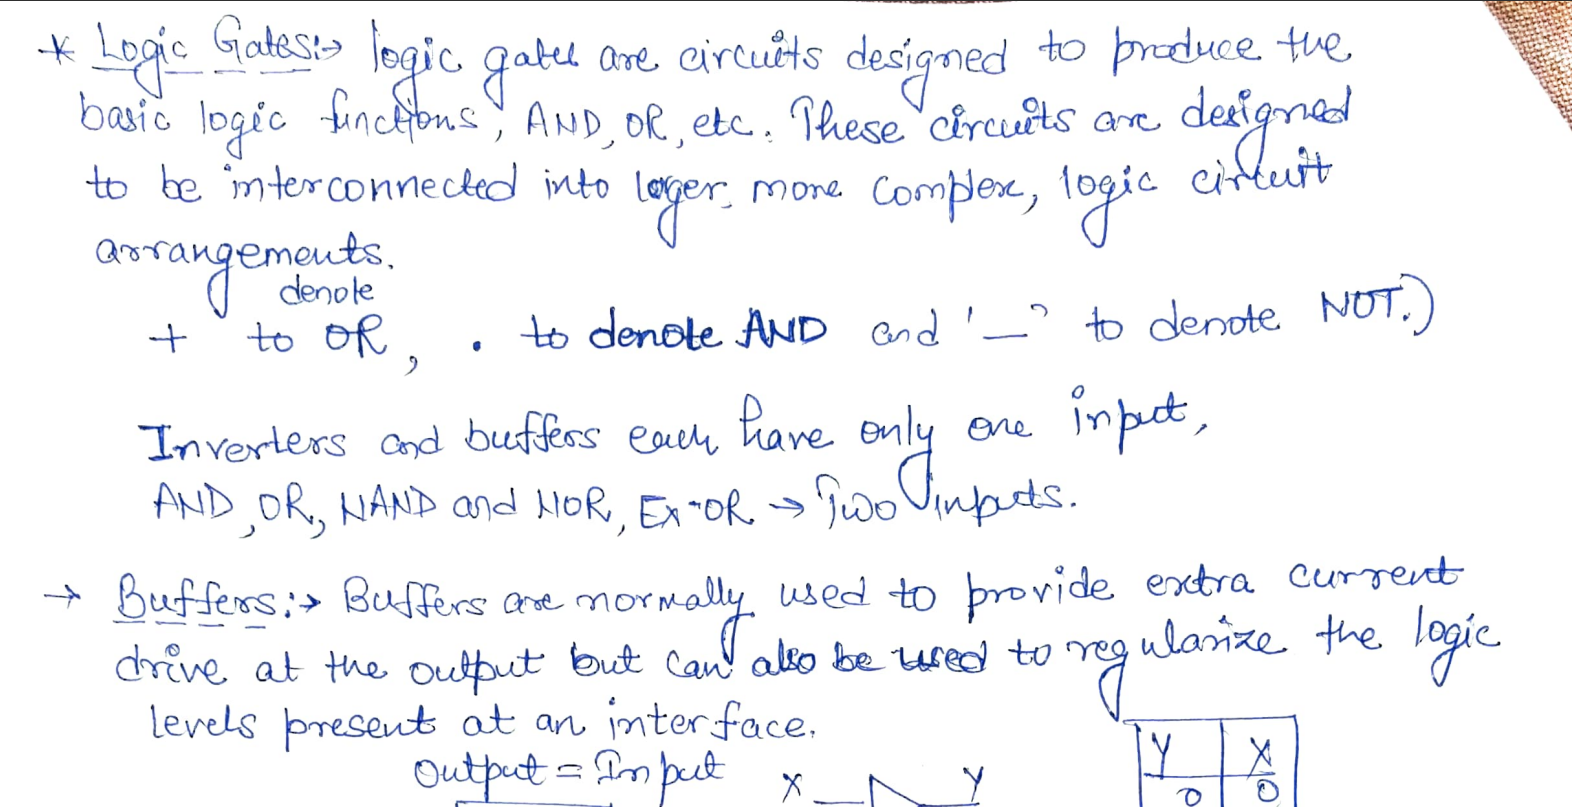 * Logic Gates:→ logic gates are circuits designed to produce the
basic logic functions, AND, OR, etc. These circuits are designed
to be interconnected into larger, more complex, logic circuit
arrangements.
denote
+ to OR, . to denote AND and '—' to denote NOT.)
Inverters and buffers each have only one input,
AND, OR, NAND and NOR, Ex-OR → Two inputs.
→ Buffers:→ Buffers are normally used to provide extra current
drive at the output but can also be used to regularize the logic
levels present at an interface.
Output = Input
X Y
Y X
0 0